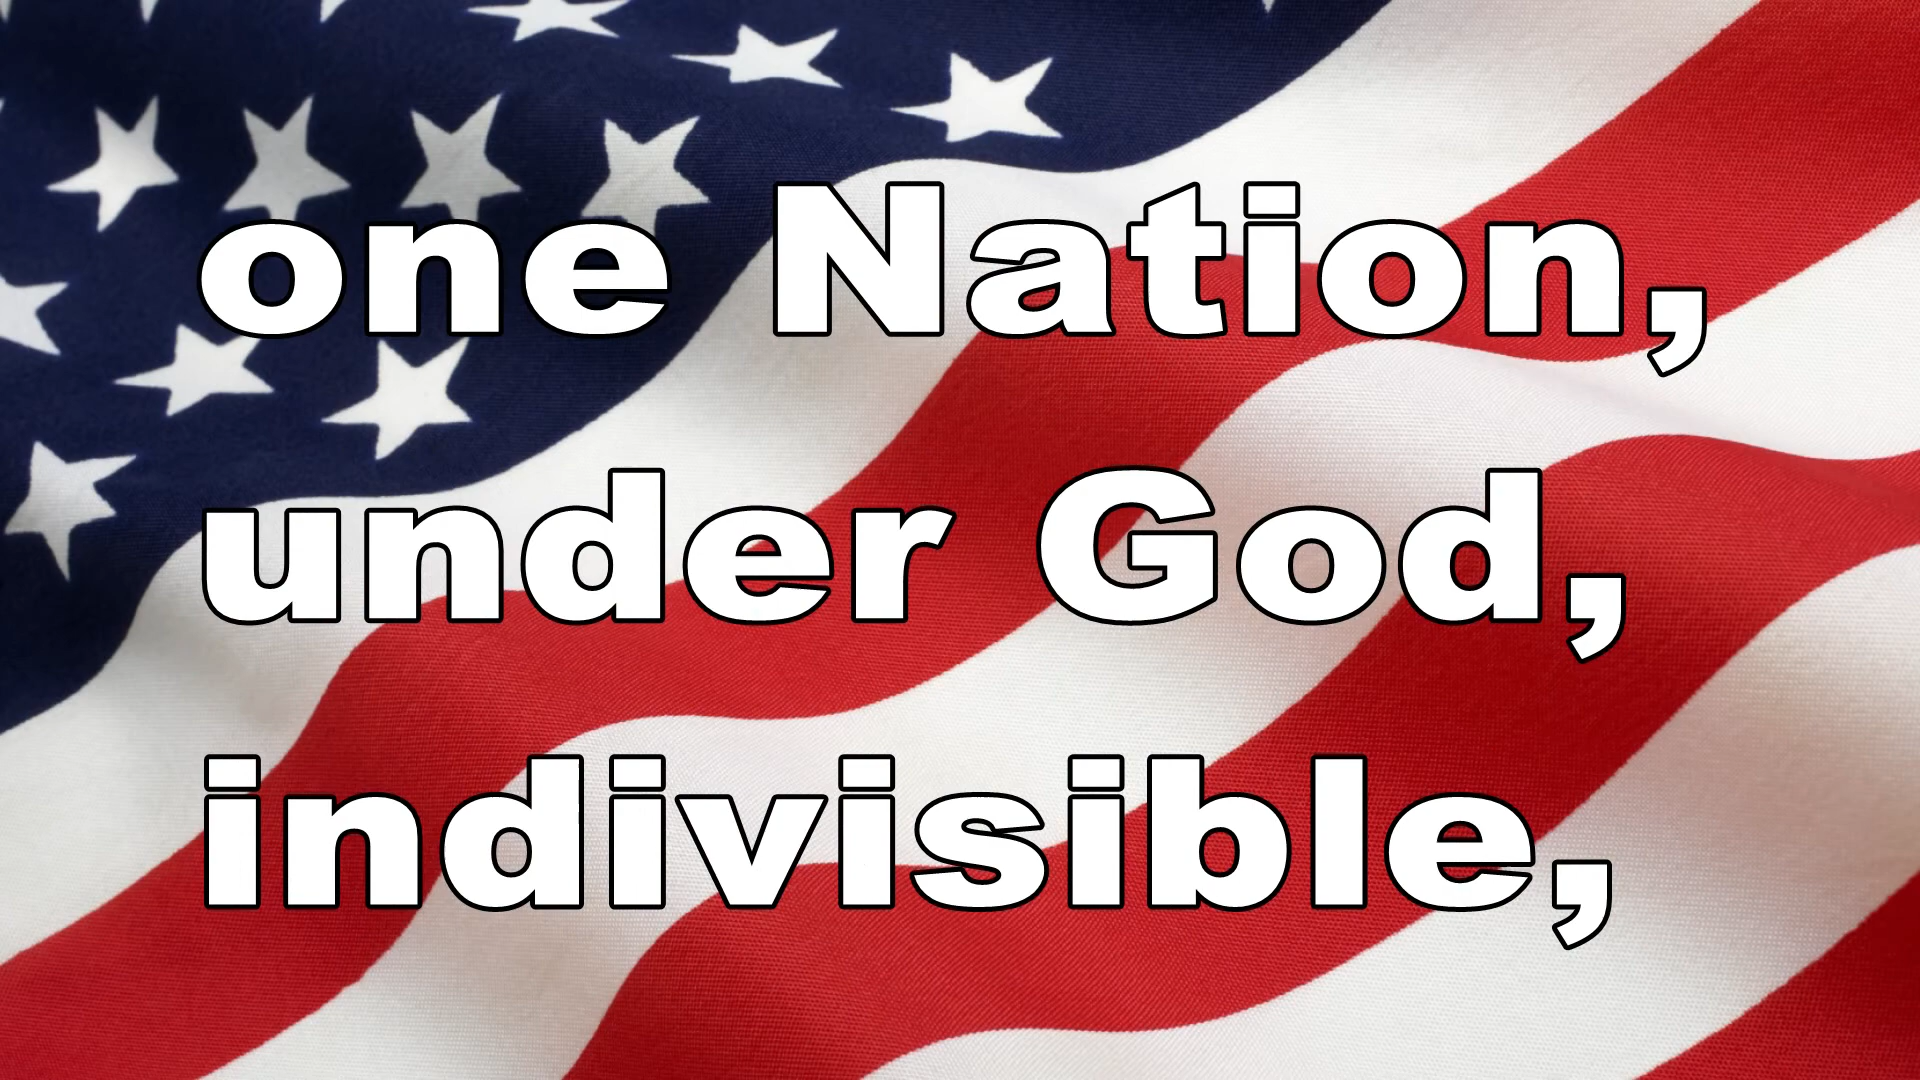 one Nation,
under God,
indivisible,